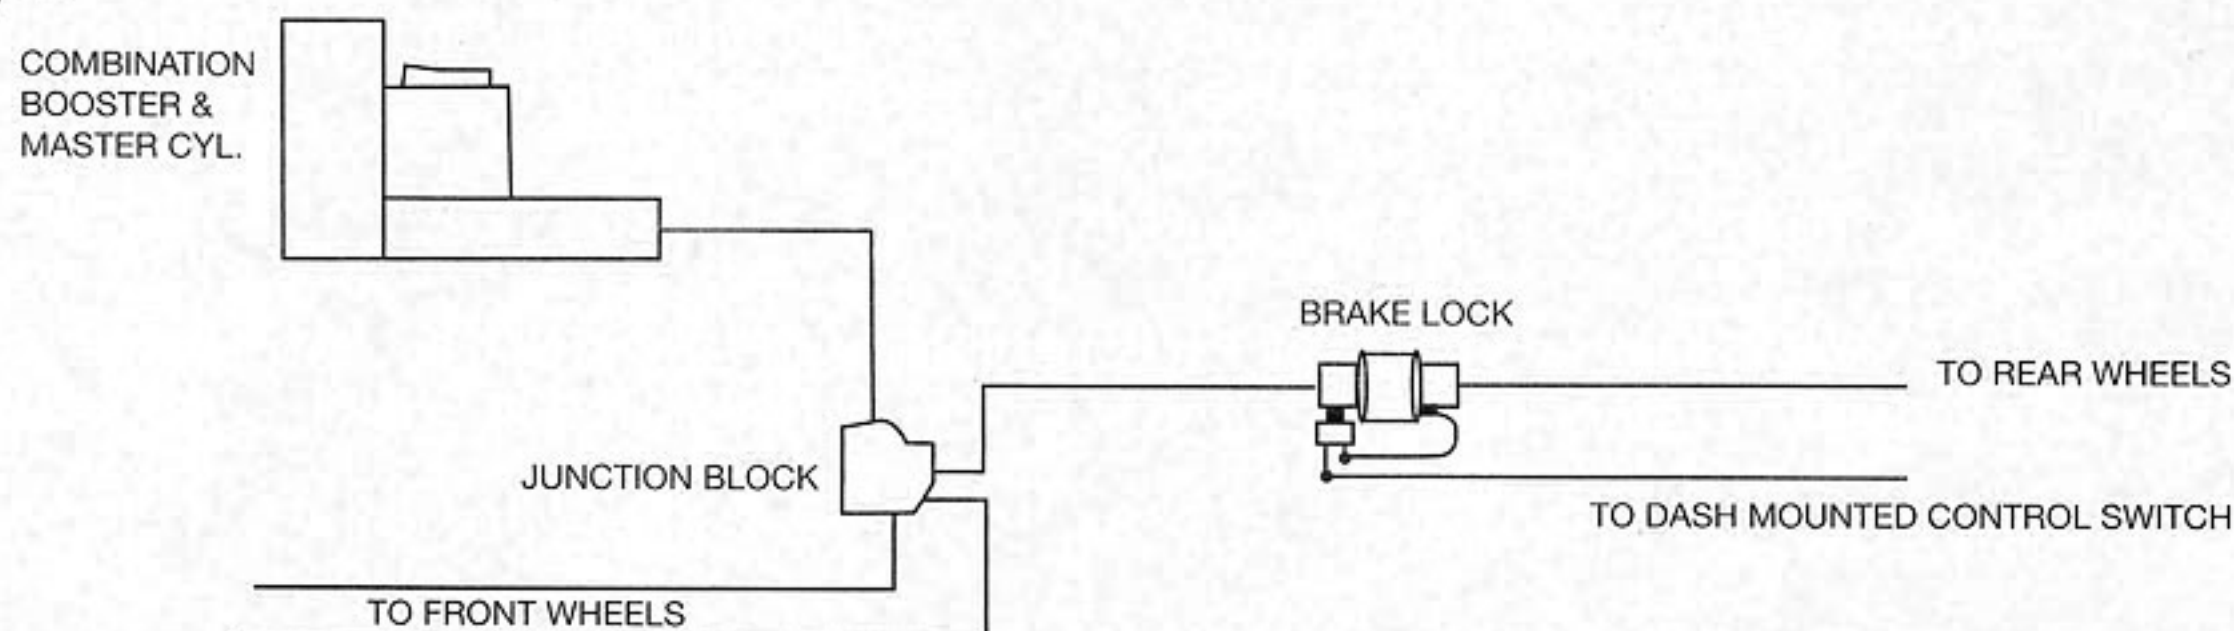 COMBINATION
BOOSTER &
MASTER CYL.
BRAKE LOCK
TO REAR WHEELS
JUNCTION BLOCK
TO DASH MOUNTED CONTROL SWITCH
TO FRONT WHEELS